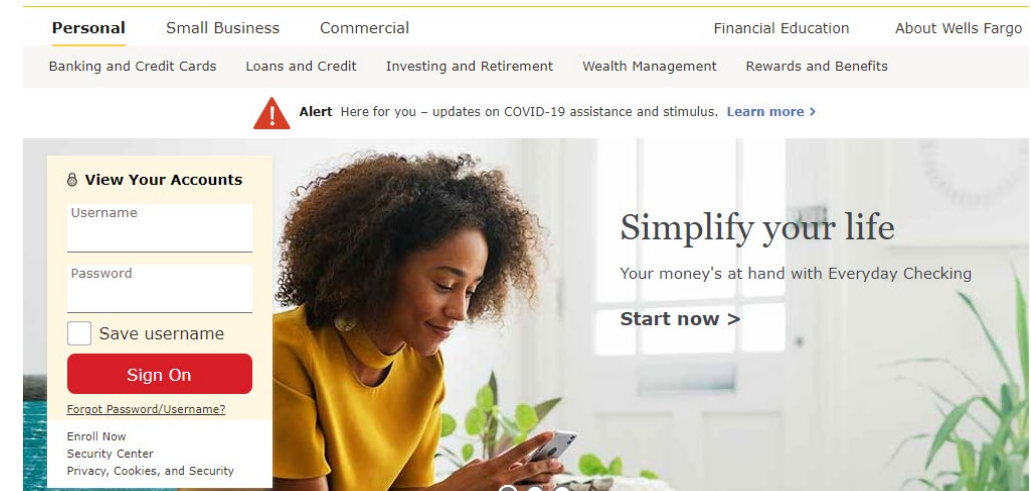 Personal Small Business Commercial Financial Education About Wells Fargo
Banking and Credit Cards Loans and Credit Investing and Retirement Wealth Management Rewards and Benefits
Alert Here for you – updates on COVID-19 assistance and stimulus. Learn more >
View Your Accounts
Username
Password
Save username
Sign On
Forgot Password/Username?
Enroll Now
Security Center
Privacy, Cookies, and Security
Simplify your life
Your money's at hand with Everyday Checking
Start now >